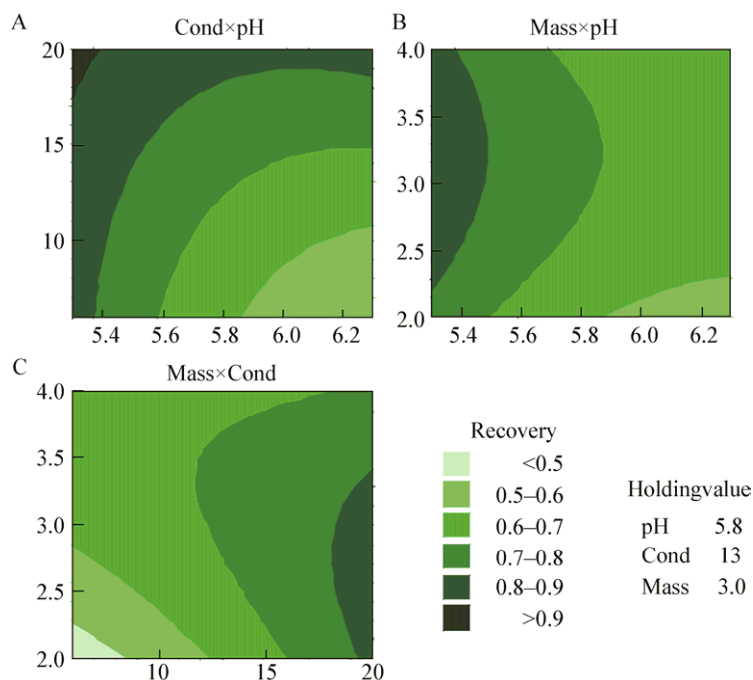 A
Cond×pH
20
15
10
5.4 5.6 5.8 6.0 6.2
B
Mass×pH
4.0
3.5
3.0
2.5
2.0
5.4 5.6 5.8 6.0 6.2
C
Mass×Cond
4.0
3.5
3.0
2.5
2.0
10 15 20
Recovery
<0.5
0.5–0.6
0.6–0.7
0.7–0.8
0.8–0.9
>0.9
Holdingvalue
pH 5.8
Cond 13
Mass 3.0